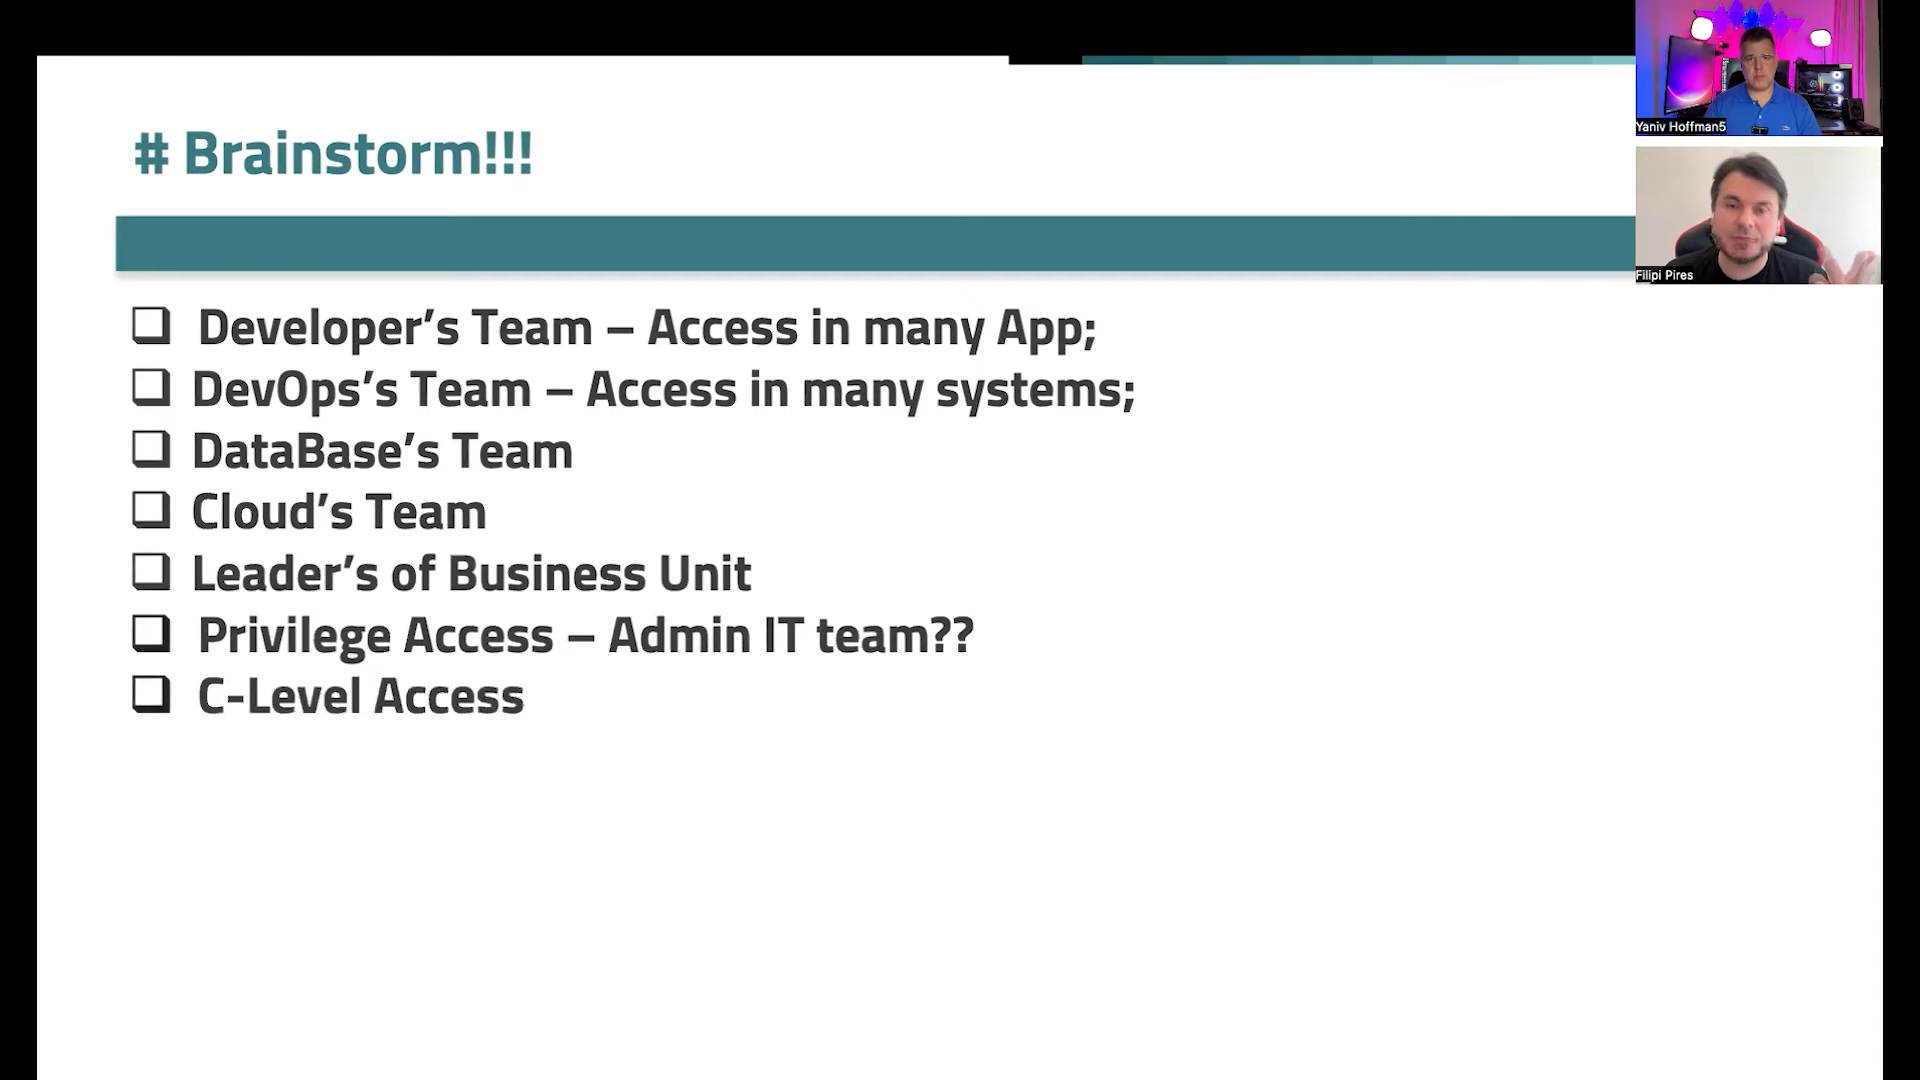 # Brainstorm!!!
Developer’s Team – Access in many App;
DevOps’s Team – Access in many systems;
DataBase’s Team
Cloud’s Team
Leader’s of Business Unit
Privilege Access – Admin IT team??
C-Level Access
Yaniv Hoffman5
Filipi Pires